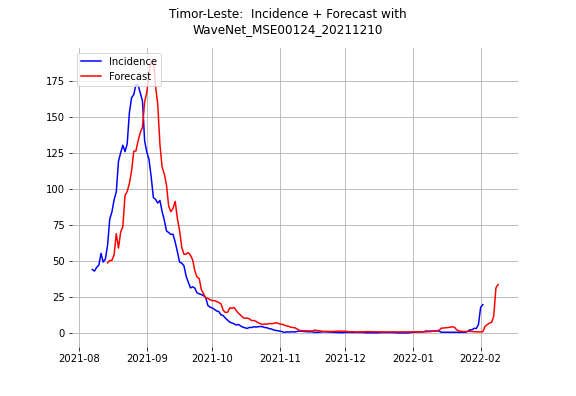 Timor-Leste:  Incidence + Forecast with
WaveNet_MSE00124_20211210
Incidence
Forecast
175
150
125
100
75
50
25
0
2021-08 2021-09 2021-10 2021-11 2021-12 2022-01 2022-02